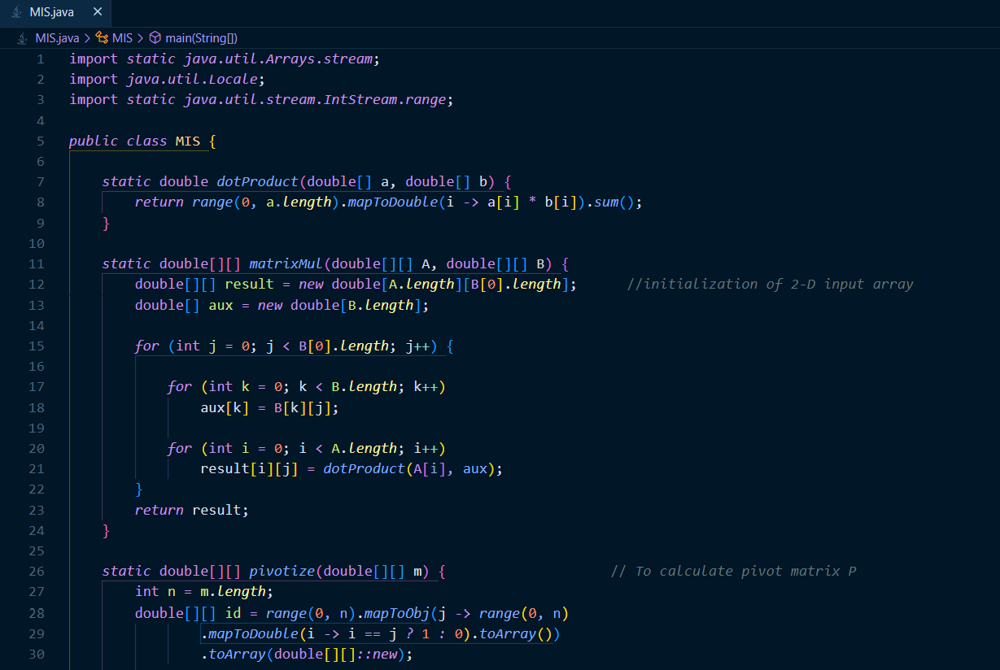 MIS.java ×
MIS.java > MIS > main(String[])
1 import static java.util.Arrays.stream;
2 import java.util.Locale;
3 import static java.util.stream.IntStream.range;
4
5 public class MIS {
6
7 static double dotProduct(double[] a, double[] b) {
8 return range(0, a.length).mapToDouble(i -> a[i] * b[i]).sum();
9 }
10
11 static double[][] matrixMul(double[][] A, double[][] B) {
12 double[][] result = new double[A.length][B[0].length]; //initialization of 2-D input array
13 double[] aux = new double[B.length];
14
15 for (int j = 0; j < B[0].length; j++) {
16
17 for (int k = 0; k < B.length; k++)
18 aux[k] = B[k][j];
19
20 for (int i = 0; i < A.length; i++)
21 result[i][j] = dotProduct(A[i], aux);
22 }
23 return result;
24 }
25
26 static double[][] pivotize(double[][] m) { // To calculate pivot matrix P
27 int n = m.length;
28 double[][] id = range(0, n).mapToObj(j -> range(0, n)
29 .mapToDouble(i -> i == j ? 1 : 0).toArray())
30 .toArray(double[][]::new);